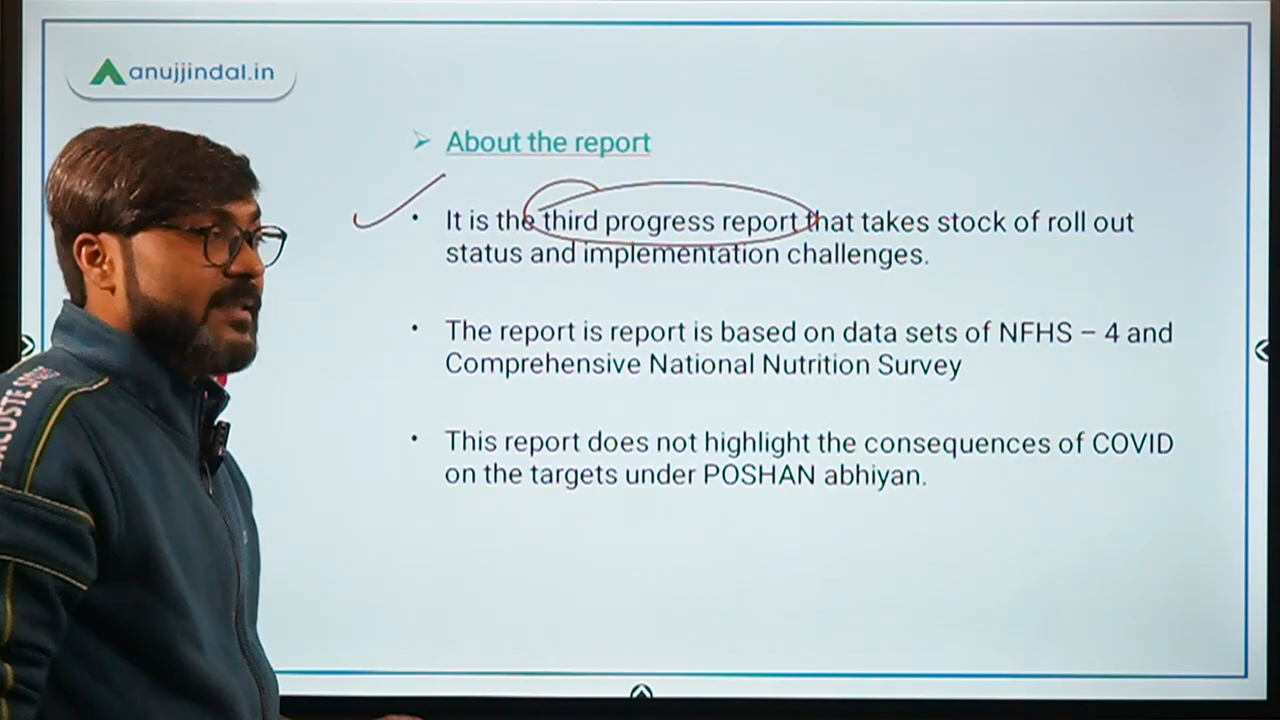 anujjindal.in
About the report
It is the third progress report that takes stock of roll out
status and implementation challenges.
The report is report is based on data sets of NFHS – 4 and
Comprehensive National Nutrition Survey
This report does not highlight the consequences of COVID
on the targets under POSHAN abhiyan.